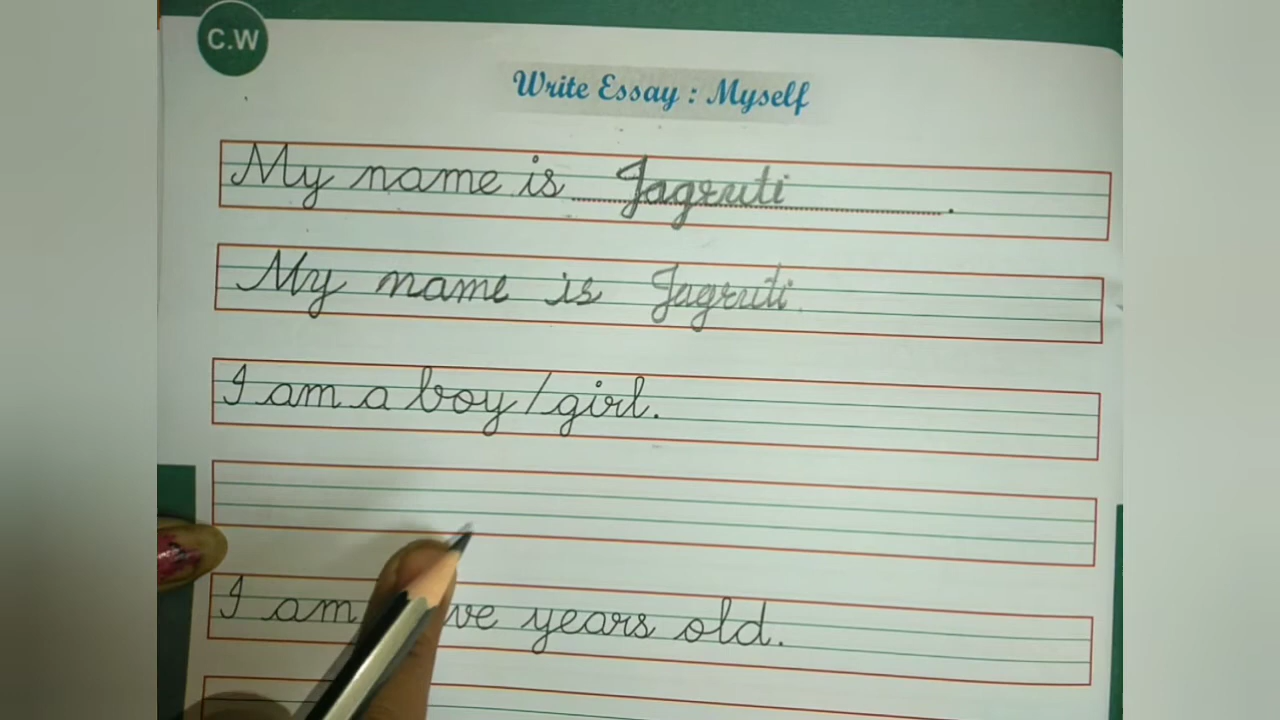 C.W
Write Essay : Myself
My name is Jagruti.
My name is Jagruti.
I am a boy/girl.
I am years old.